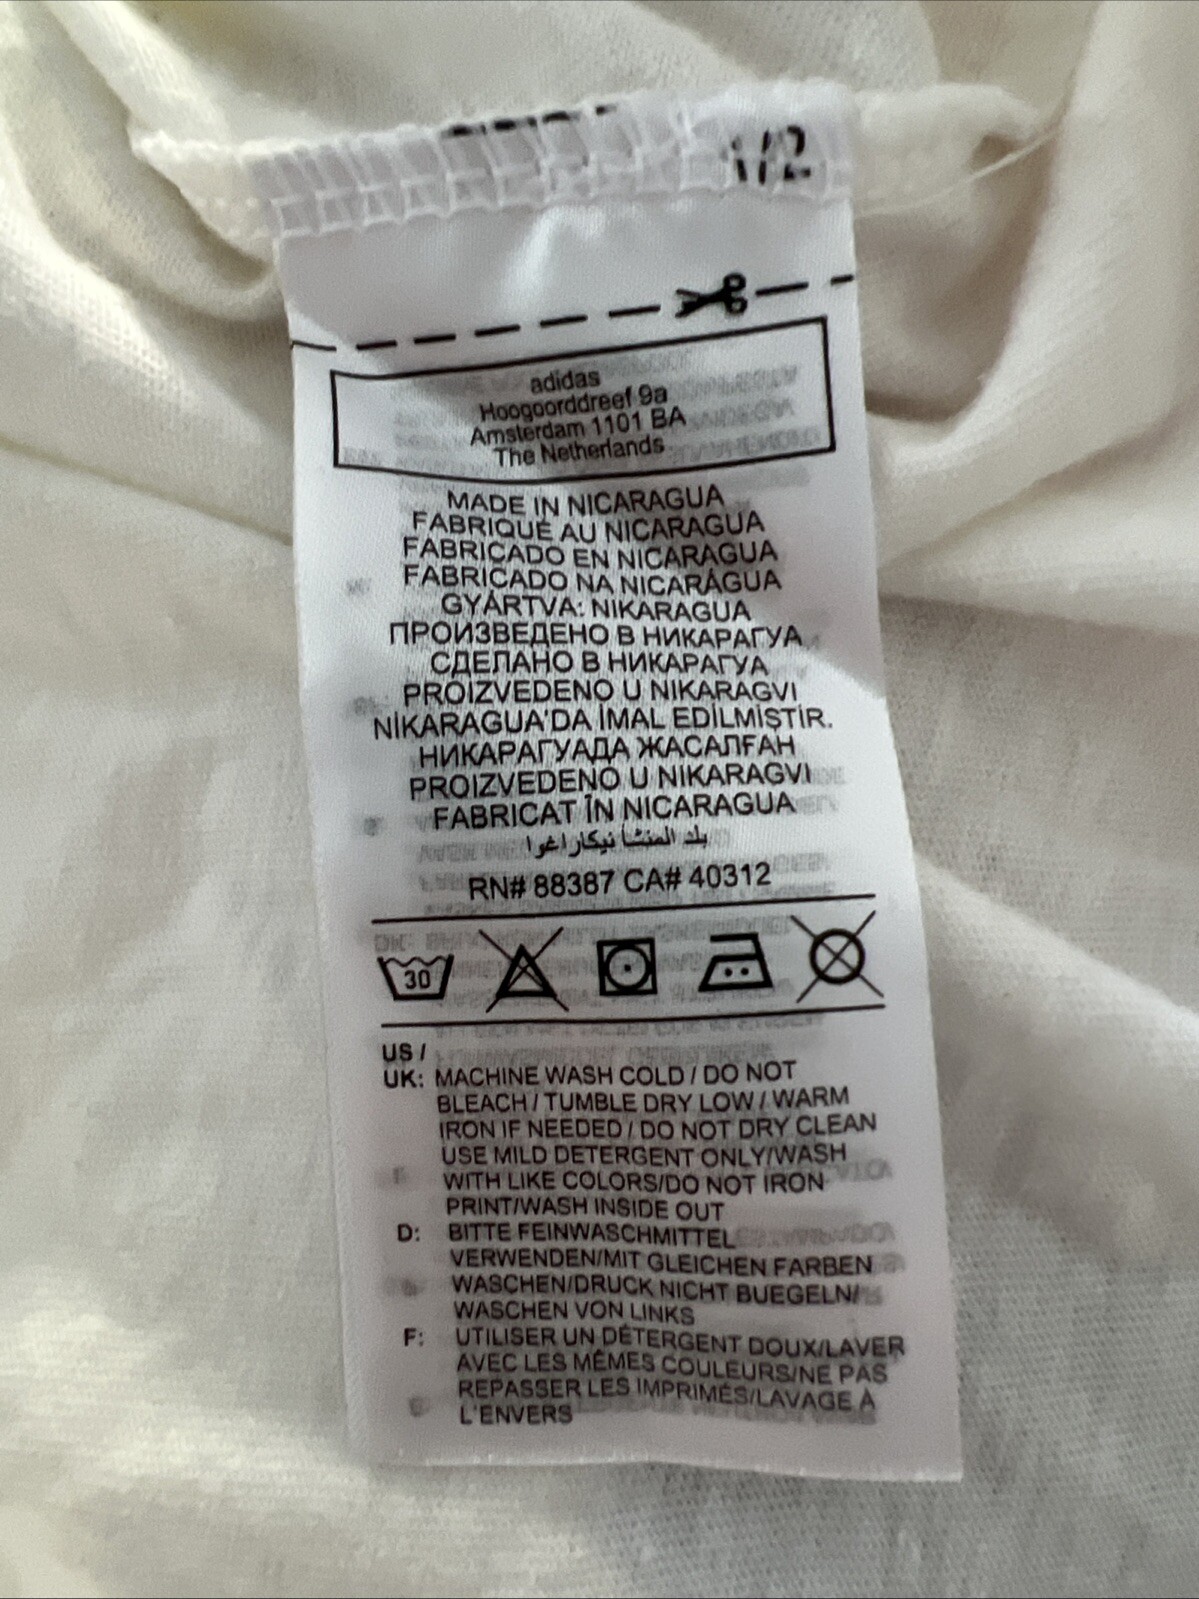 1/2
adidas
Hoogoorddreef 9a
Amsterdam 1101 BA
The Netherlands
MADE IN NICARAGUA
FABRIQUÉ AU NICARAGUA
FABRICADO EN NICARAGUA
FABRICADO NA NICARÁGUA
GYÁRTVA: NIKARAGUA
ПРОИЗВЕДЕНО В НИКАРАГУА
СДЕЛАНО В НИКАРАГУА
PROIZVEDENO U NIKARAGVI
NİKARAGUA'DA İMAL EDİLMİŞTİR.
НИКАРАГУАДА ЖАСАЛҒАН
PROIZVEDENO U NIKARAGVI
FABRICAT ÎN NICARAGUA
بلد المنشأ نيكاراغوا
RN# 88387 CA# 40312
30
US /
UK: MACHINE WASH COLD / DO NOT
BLEACH / TUMBLE DRY LOW / WARM
IRON IF NEEDED / DO NOT DRY CLEAN
USE MILD DETERGENT ONLY/WASH
WITH LIKE COLORS/DO NOT IRON
PRINT/WASH INSIDE OUT
D: BITTE FEINWASCHMITTEL
VERWENDEN/MIT GLEICHEN FARBEN
WASCHEN/DRUCK NICHT BUEGELN/
WASCHEN VON LINKS
F: UTILISER UN DÉTERGENT DOUX/LAVER
AVEC LES MÊMES COULEURS/NE PAS
REPASSER LES IMPRIMÉS/LAVAGE À
L'ENVERS